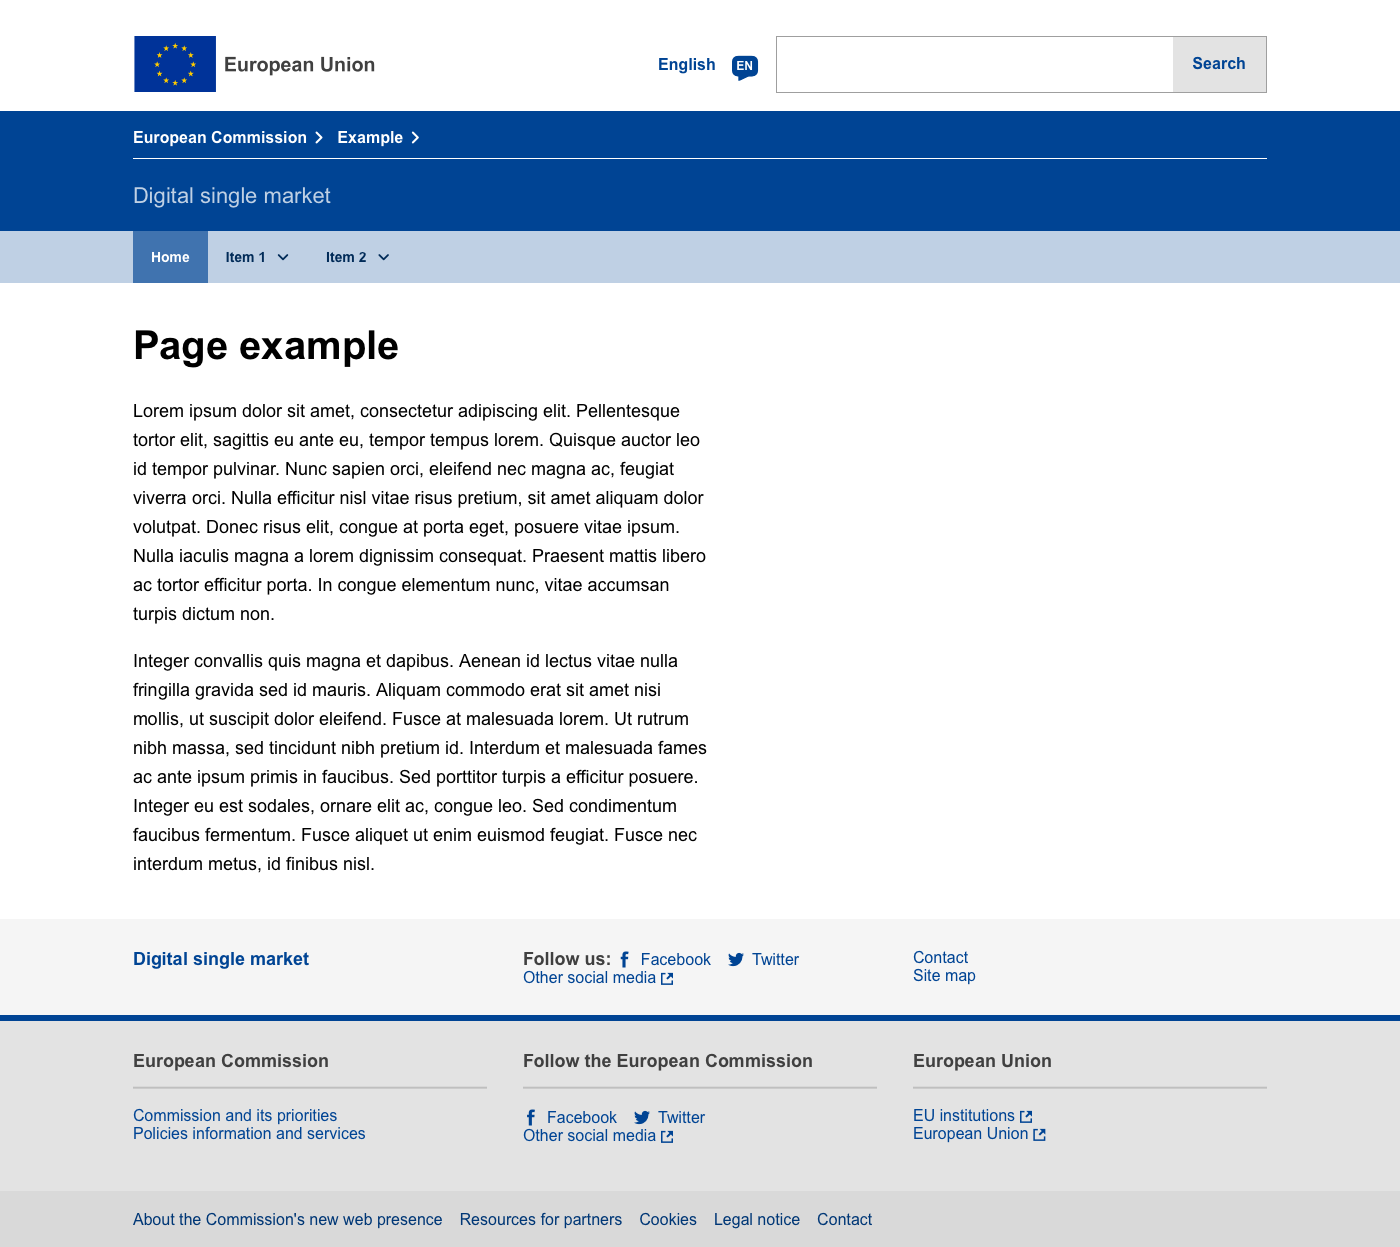 European Union
English EN Search
European Commission Example
Digital single market
Home Item 1 Item 2
Page example
Lorem ipsum dolor sit amet, consectetur adipiscing elit. Pellentesque
tortor elit, sagittis eu ante eu, tempor tempus lorem. Quisque auctor leo
id tempor pulvinar. Nunc sapien orci, eleifend nec magna ac, feugiat
viverra orci. Nulla efficitur nisl vitae risus pretium, sit amet aliquam dolor
volutpat. Donec risus elit, congue at porta eget, posuere vitae ipsum.
Nulla iaculis magna a lorem dignissim consequat. Praesent mattis libero
ac tortor efficitur porta. In congue elementum nunc, vitae accumsan
turpis dictum non.
Integer convallis quis magna et dapibus. Aenean id lectus vitae nulla
fringilla gravida sed id mauris. Aliquam commodo erat sit amet nisi
mollis, ut suscipit dolor eleifend. Fusce at malesuada lorem. Ut rutrum
nibh massa, sed tincidunt nibh pretium id. Interdum et malesuada fames
ac ante ipsum primis in faucibus. Sed porttitor turpis a efficitur posuere.
Integer eu est sodales, ornare elit ac, congue leo. Sed condimentum
faucibus fermentum. Fusce aliquet ut enim euismod feugiat. Fusce nec
interdum metus, id finibus nisl.
Digital single market
Follow us: Facebook Twitter
Other social media
Contact
Site map
European Commission
Commission and its priorities
Policies information and services
Follow the European Commission
Facebook Twitter
Other social media
European Union
EU institutions
European Union
About the Commission's new web presence Resources for partners Cookies Legal notice Contact